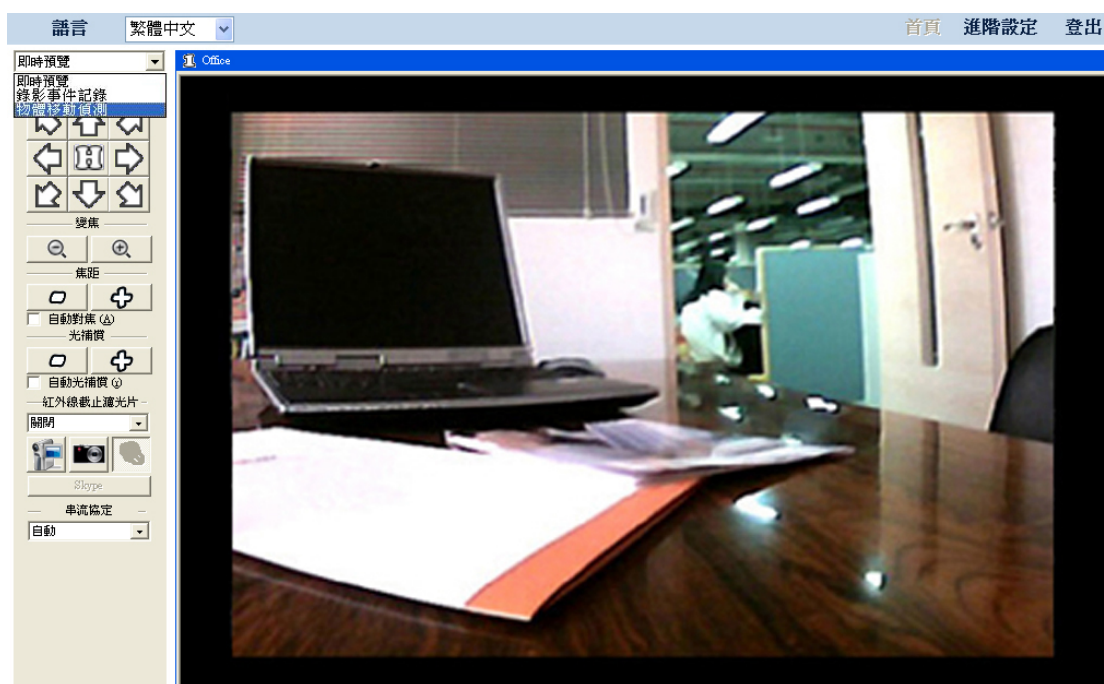 語言 繁體中文 首頁 進階設定 登出
即時預覽
Office
即時預覽
錄影事件記錄
物體移動偵測
變焦
焦距
自動對焦 (A)
光補償
自動光補償 (V)
紅外線截止濾光片
關閉
Skype
串流協定
自動